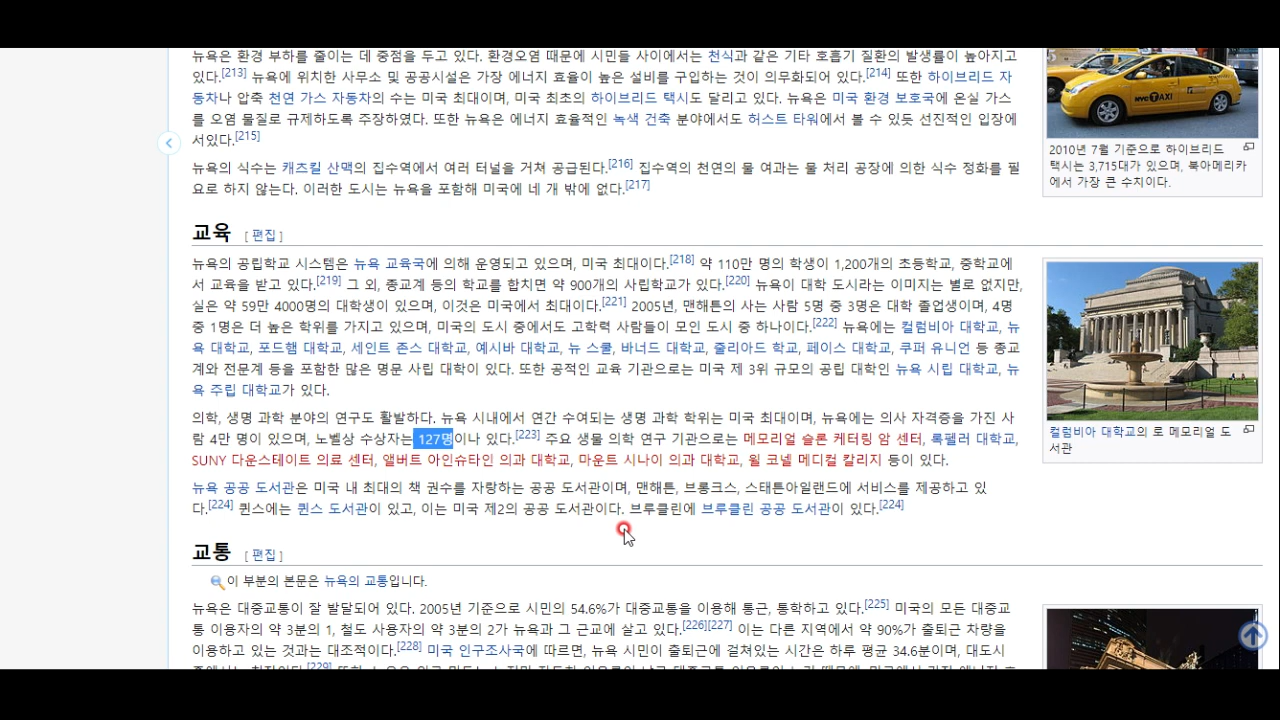 뉴욕은 환경 부하를 줄이는 데 중점을 두고 있다. 환경오염 때문에 시민들 사이에서는 천식과 같은 기타 호흡기 질환의 발생률이 높아지고
있다.[213] 뉴욕에 위치한 사무소 및 공공시설은 가장 에너지 효율이 높은 설비를 구입하는 것이 의무화되어 있다.[214] 또한 하이브리드 자
동차나 압축 천연 가스 자동차의 수는 미국 최대이며, 미국 최초의 하이브리드 택시도 달리고 있다. 뉴욕은 미국 환경 보호국에 온실 가스
를 오염 물질로 규제하도록 주장하였다. 또한 뉴욕은 에너지 효율적인 녹색 건축 분야에서도 허스트 타워에서 볼 수 있듯 선진적인 입장에
서있다.[215]
뉴욕의 식수는 캐츠킬 산맥의 집수역에서 여러 터널을 거쳐 공급된다.[216] 집수역의 천연의 물 여과는 물 처리 공장에 의한 식수 정화를 필
요로 하지 않는다. 이러한 도시는 뉴욕을 포함해 미국에 네 개 밖에 없다.[217]
NYC TAXI
2010년 7월 기준으로 하이브리드
택시는 3,715대가 있으며, 북아메리카
에서 가장 큰 수치이다.
교육 [ 편집 ]
뉴욕의 공립학교 시스템은 뉴욕 교육국에 의해 운영되고 있으며, 미국 최대이다.[218] 약 110만 명의 학생이 1,200개의 초등학교, 중학교에
서 교육을 받고 있다.[219] 그 외, 종교계 등의 학교를 합치면 약 900개의 사립학교가 있다.[220] 뉴욕이 대학 도시라는 이미지는 별로 없지만,
실은 약 59만 4000명의 대학생이 있으며, 이것은 미국에서 최대이다.[221] 2005년, 맨해튼의 사는 사람 5명 중 3명은 대학 졸업생이며, 4명
중 1명은 더 높은 학위를 가지고 있으며, 미국의 도시 중에서도 고학력 사람들이 모인 도시 중 하나이다.[222] 뉴욕에는 컬럼비아 대학교, 뉴
욕 대학교, 포드햄 대학교, 세인트 존스 대학교, 예시바 대학교, 뉴 스쿨, 바너드 대학교, 줄리아드 학교, 페이스 대학교, 쿠퍼 유니언 등 종교
계와 전문계 등을 포함한 많은 명문 사립 대학이 있다. 또한 공적인 교육 기관으로는 미국 제 3위 규모의 공립 대학인 뉴욕 시립 대학교, 뉴
욕 주립 대학교가 있다.
의학, 생명 과학 분야의 연구도 활발하다. 뉴욕 시내에서 연간 수여되는 생명 과학 학위는 미국 최대이며, 뉴욕에는 의사 자격증을 가진 사
람 4만 명이 있으며, 노벨상 수상자는 127명이나 있다.[223] 주요 생물 의학 연구 기관으로는 메모리얼 슬론 케터링 암 센터, 록펠러 대학교,
SUNY 다운스테이트 의료 센터, 앨버트 아인슈타인 의과 대학교, 마운트 시나이 의과 대학교, 월 코넬 메디컬 칼리지 등이 있다.
뉴욕 공공 도서관은 미국 내 최대의 책 권수를 자랑하는 공공 도서관이며, 맨해튼, 브롱크스, 스태튼아일랜드에 서비스를 제공하고 있
다.[224] 퀸스에는 퀸스 도서관이 있고, 이는 미국 제2의 공공 도서관이다. 브루클린에 브루클린 공공 도서관이 있다.[224]
컬럼비아 대학교의 로 메모리얼 도
서관
교통 [ 편집 ]
이 부분의 본문은 뉴욕의 교통입니다.
뉴욕은 대중교통이 잘 발달되어 있다. 2005년 기준으로 시민의 54.6%가 대중교통을 이용해 통근, 통학하고 있다.[225] 미국의 모든 대중교
통 이용자의 약 3분의 1, 철도 사용자의 약 3분의 2가 뉴욕과 그 근교에 살고 있다.[226][227] 이는 다른 지역에서 약 90%가 출퇴근 차량을
이용하고 있는 것과는 대조적이다.[228] 미국 인구조사국에 따르면, 뉴욕 시민이 출퇴근에 걸쳐있는 시간은 하루 평균 34.6분이며, 대도시